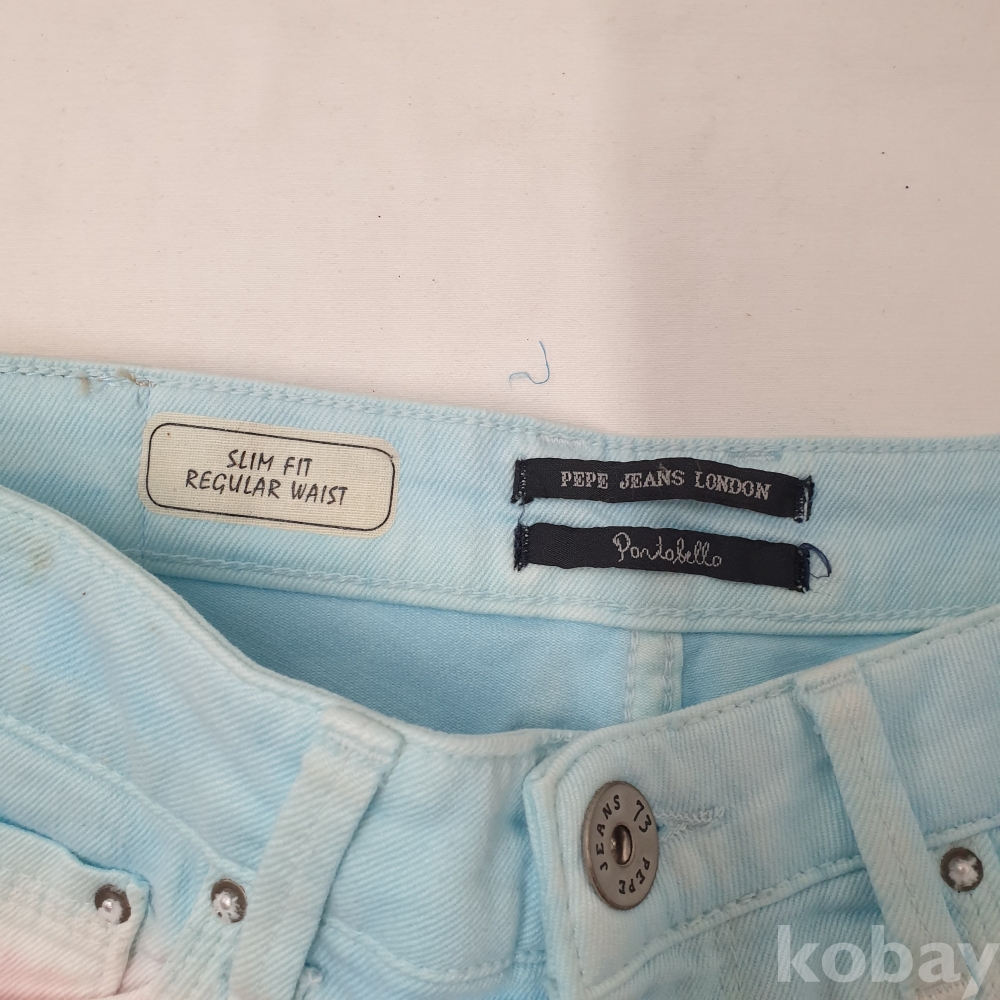 SLIM FIT
REGULAR WAIST
PEPE JEANS LONDON
Portobello
PEPE JEANS 73
kobay